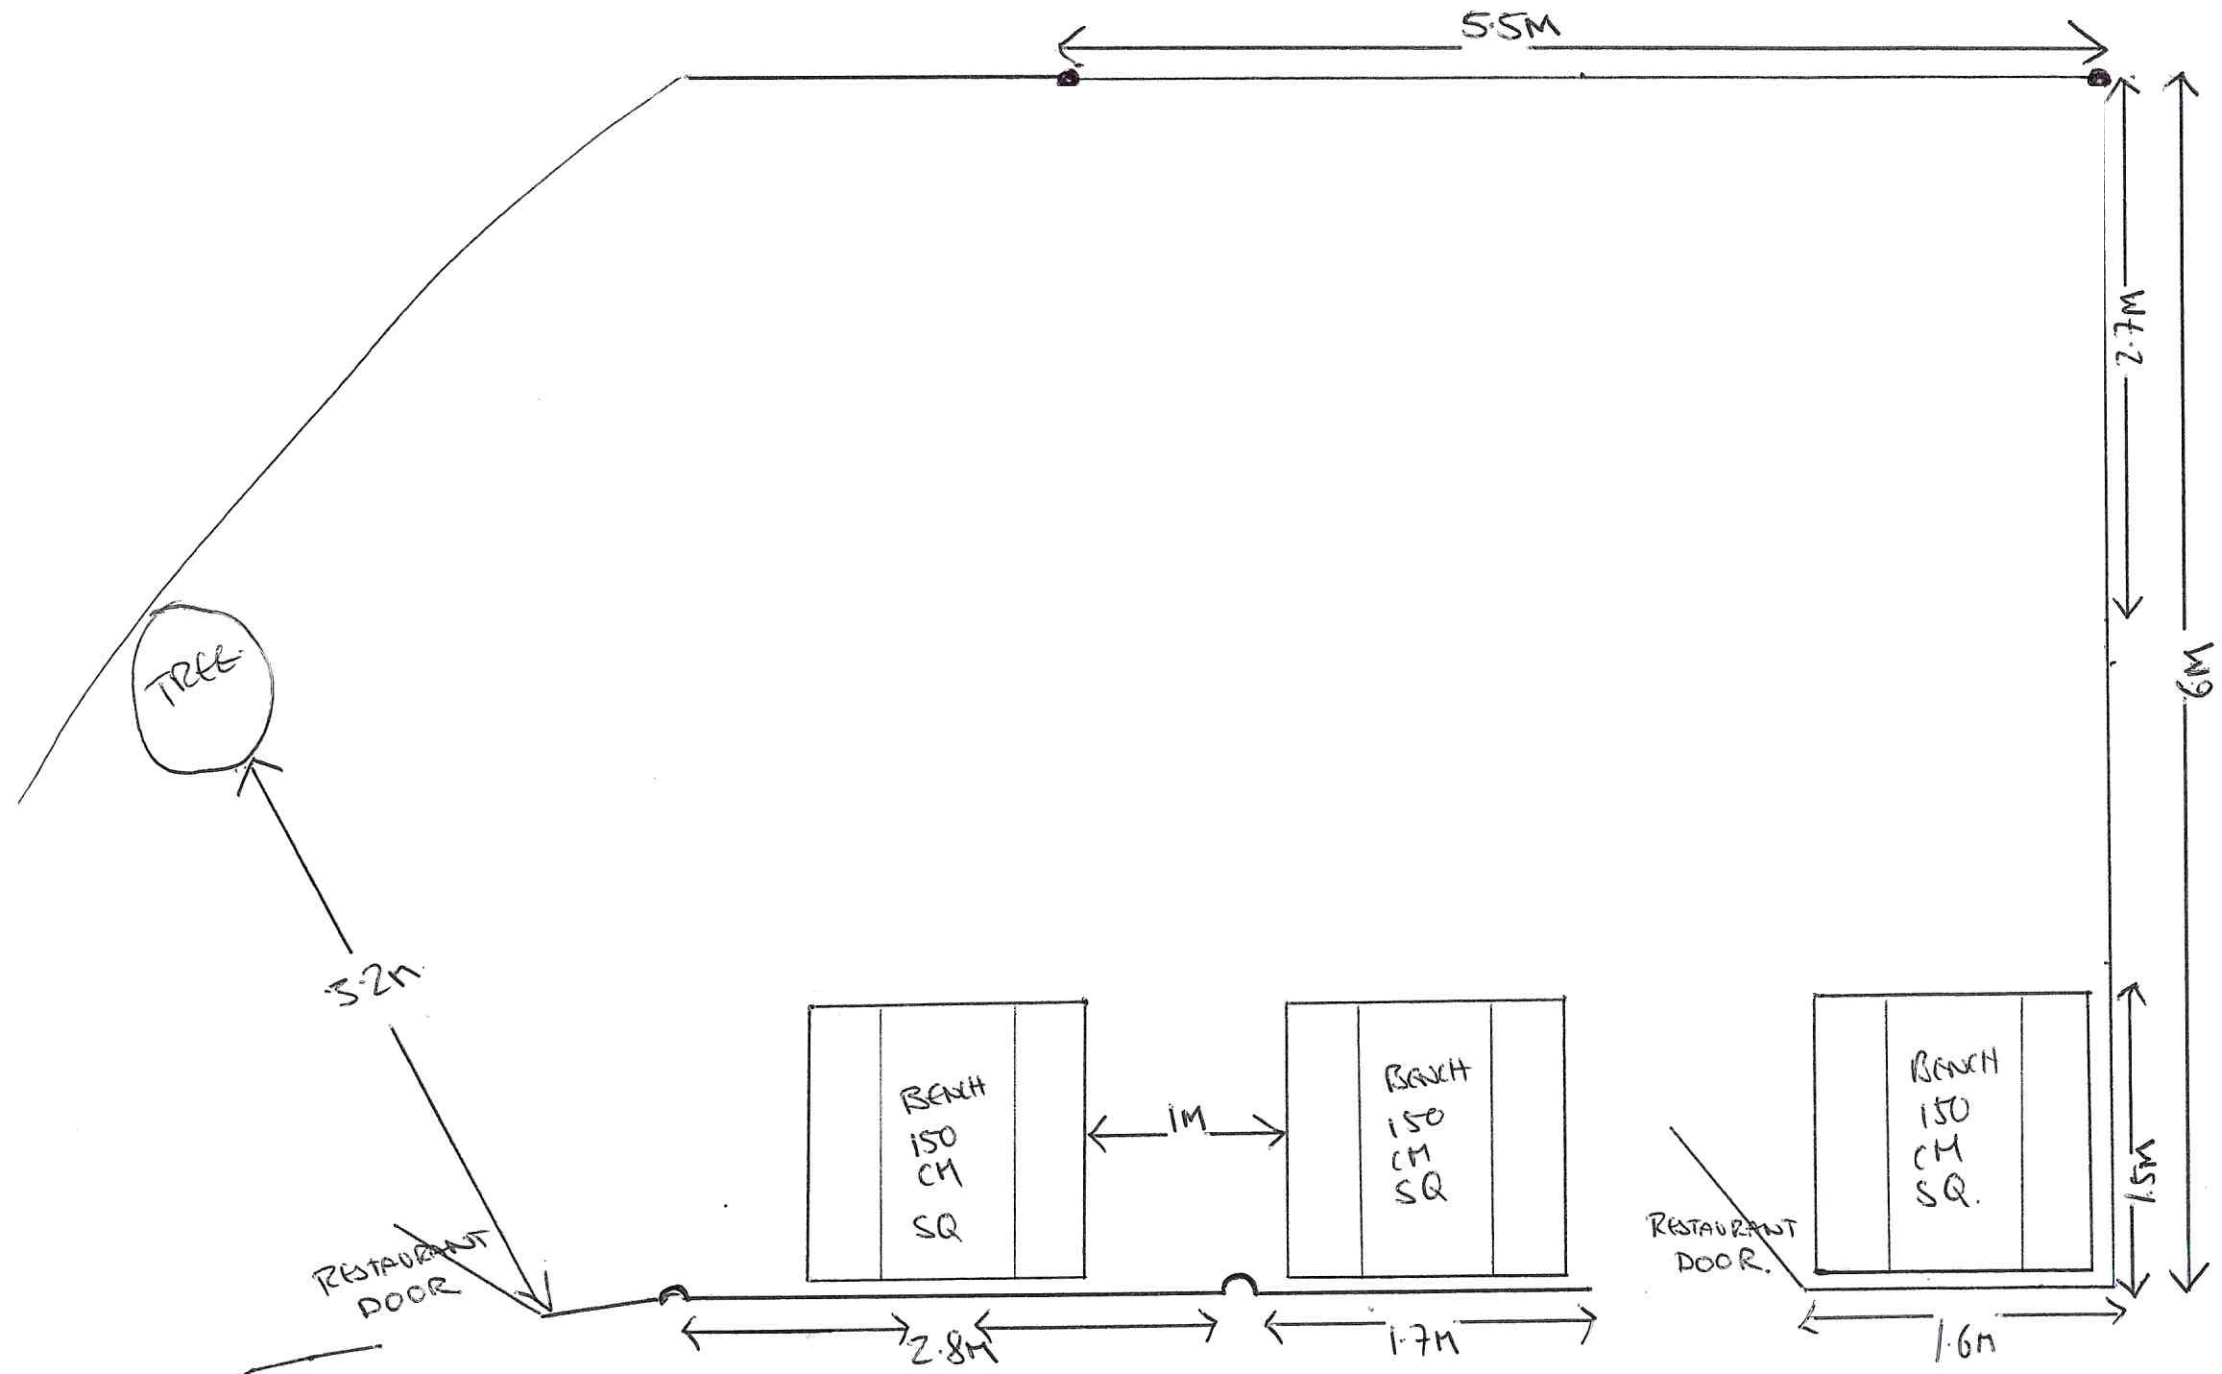 5.5M
2.7M
6M
TREE
3.2M
BENCH
150
CM
SQ
1M
BENCH
150
CM
SQ
BENCH
150
CM
SQ.
1.5M
RESTAURANT
DOOR
RESTAURANT
DOOR.
2.8M
1.7M
1.6M